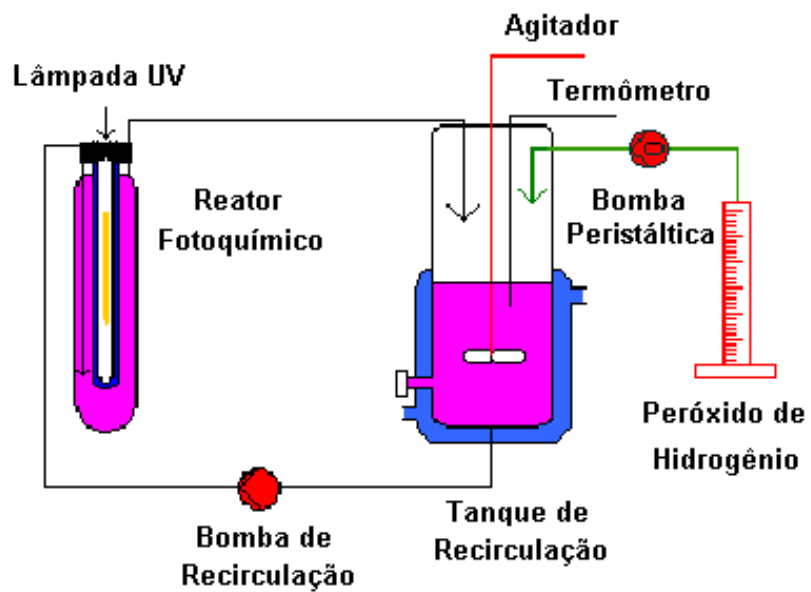 Agitador
Lâmpada UV
Termômetro
Reator
Fotoquímico
Bomba
Peristáltica
Peróxido de
Hidrogênio
Tanque de
Recirculação
Bomba de
Recirculação